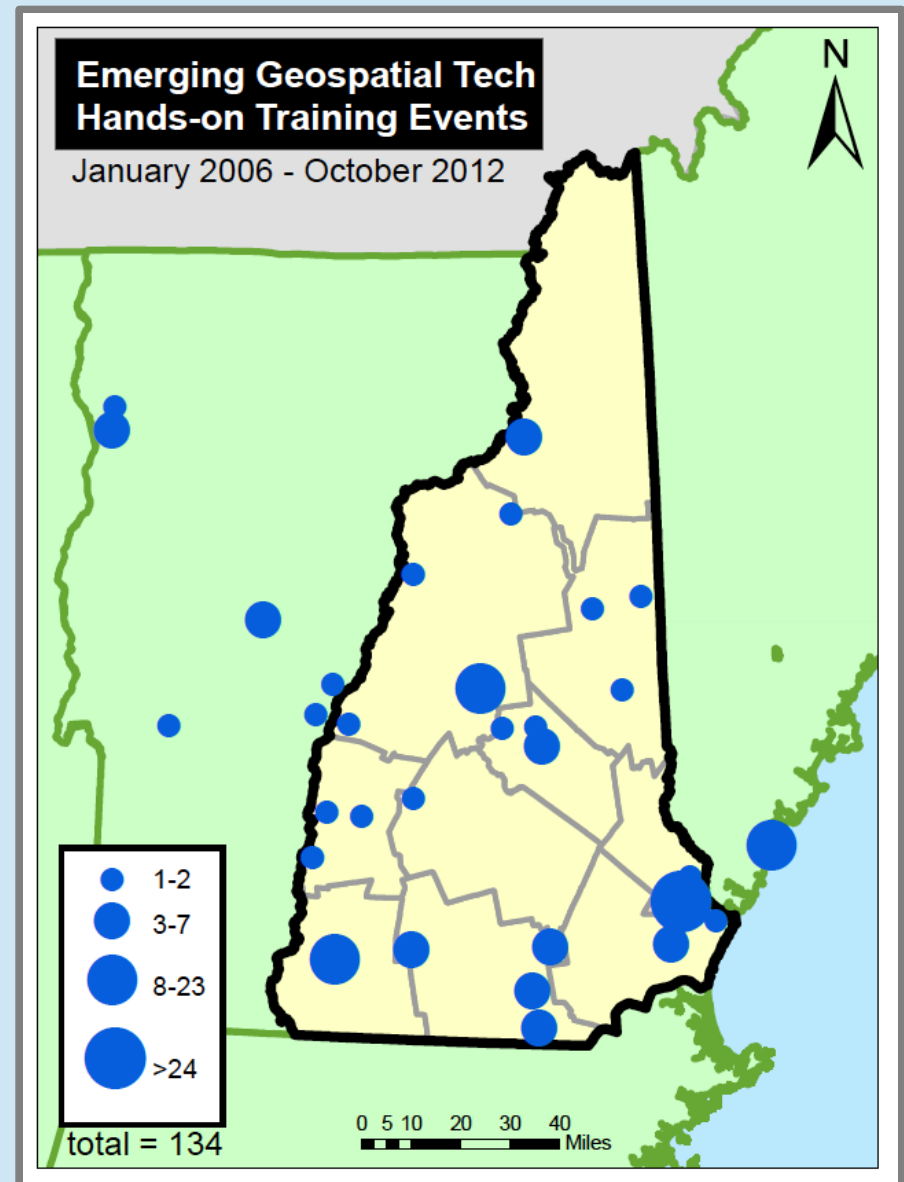 Emerging Geospatial Tech
Hands-on Training Events
January 2006 - October 2012
N
1-2
3-7
8-23
>24
total = 134
0 5 10 20 30 40
Miles